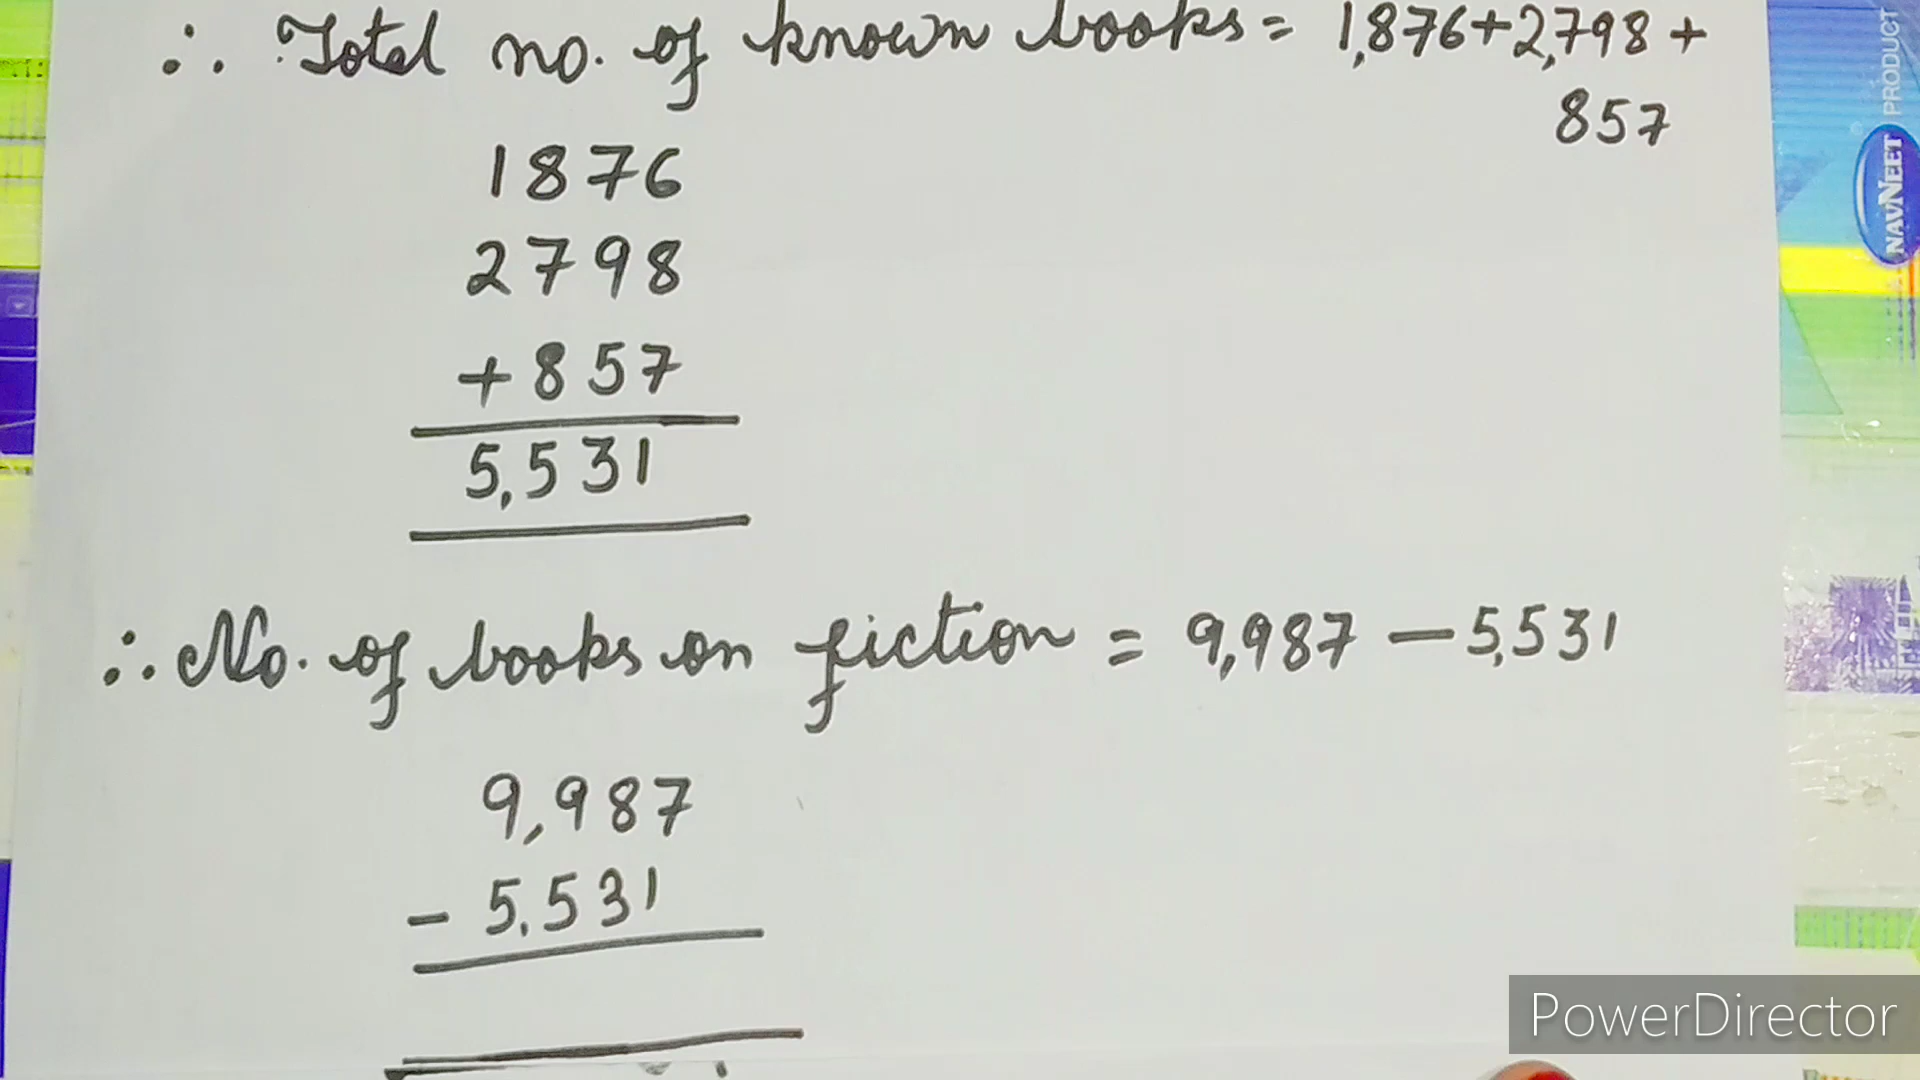 ∴ Total no. of known books = 1,876+2,798+
857
1876
2798
+857
5,531
∴ No. of books on fiction = 9,987 — 5,531
9,987
- 5,531
NAVNEET PRODUCT
PowerDirector